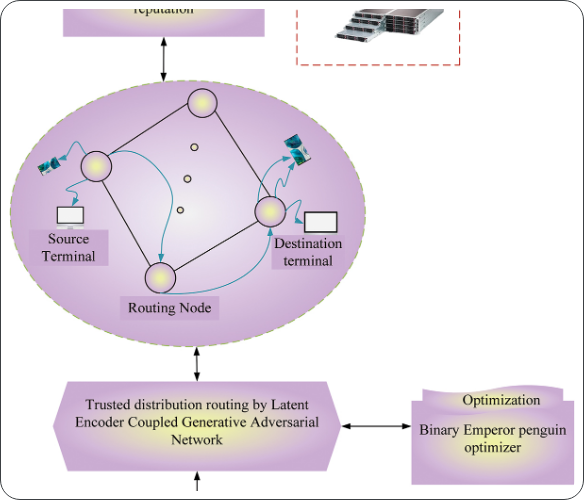 reputation
Source
Terminal
Destination
terminal
Routing Node
Trusted distribution routing by Latent
Encoder Coupled Generative Adversarial
Network
Optimization
Binary Emperor penguin
optimizer